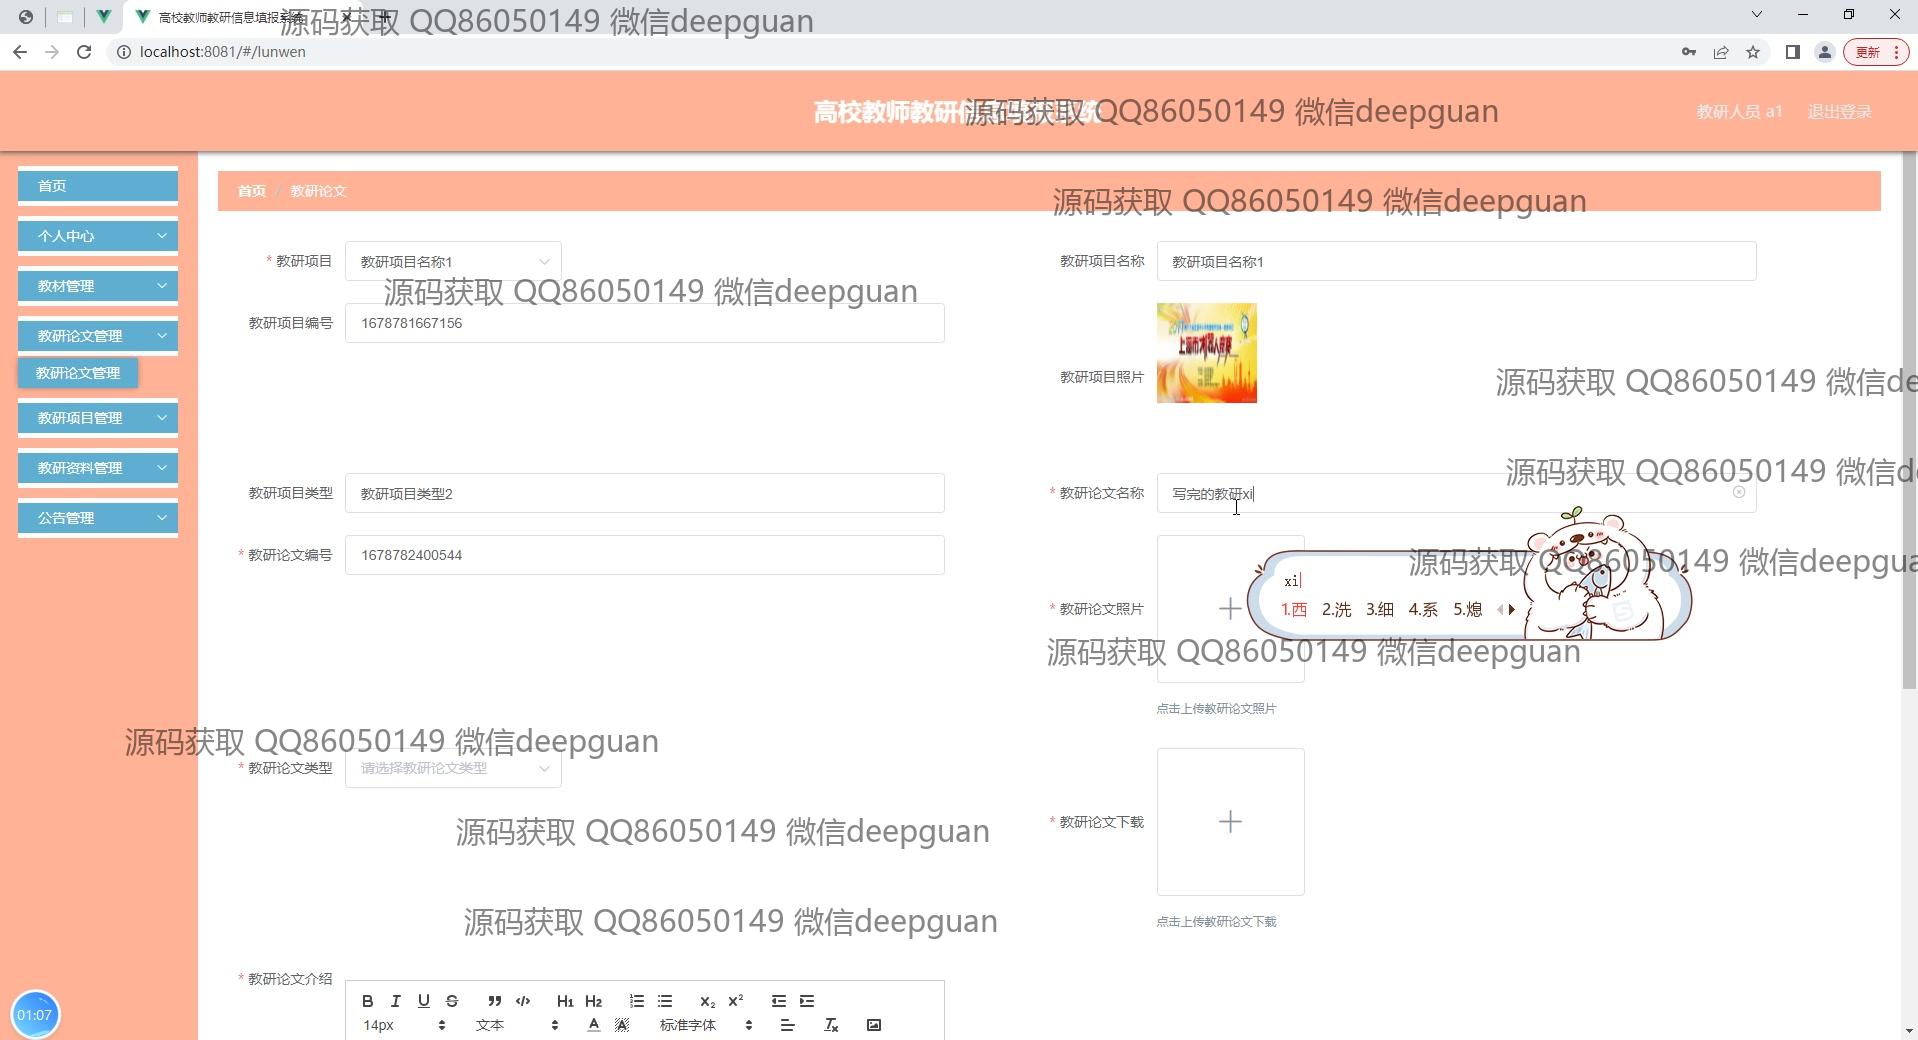 高校教师教研信息填报系统
源码获取 QQ86050149 微信deepguan
localhost:8081/#/lunwen
更新
高校教师教研信息填报系统
源码获取 QQ86050149 微信deepguan
教研人员 a1
退出登录
首页
个人中心
教材管理
教研论文管理
教研论文管理
教研项目管理
教研资料管理
公告管理
首页 / 教研论文
源码获取 QQ86050149 微信deepguan
* 教研项目 教研项目名称1
教研项目名称 教研项目名称1
源码获取 QQ86050149 微信deepguan
教研项目编号 1678781667156
教研项目照片
源码获取 QQ86050149 微信de
源码获取 QQ86050149 微信d
教研项目类型 教研项目类型2
* 教研论文名称 写完的教研xi
* 教研论文编号 1678782400544
源码获取 QQ86050149 微信deepgua
xi
1.西 2.洗 3.细 4.系 5.熄
* 教研论文照片
源码获取 QQ86050149 微信deepguan
点击上传教研论文照片
源码获取 QQ86050149 微信deepguan
* 教研论文类型 请选择教研论文类型
* 教研论文下载
源码获取 QQ86050149 微信deepguan
点击上传教研论文下载
源码获取 QQ86050149 微信deepguan
* 教研论文介绍
B I U S H1 H2 X₂ X²
14px 文本 A A 标准字体
01:07